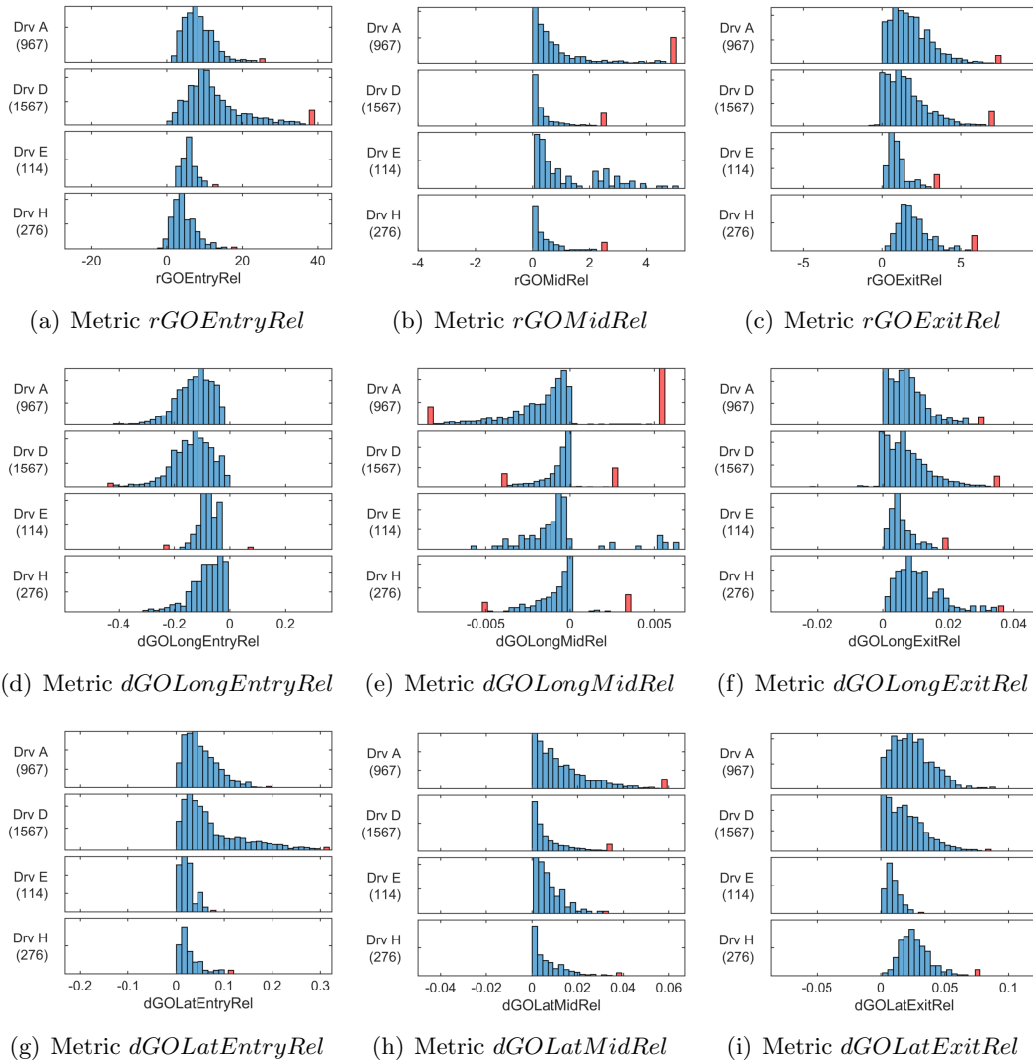 Drv A
(967)
Drv D
(1567)
Drv E
(114)
Drv H
(276)
-20 0 20 40
rGOEntryRel
(a) Metric rGOEntryRel
Drv A
(967)
Drv D
(1567)
Drv E
(114)
Drv H
(276)
-4 -2 0 2 4
rGOMidRel
(b) Metric rGOMidRel
Drv A
(967)
Drv D
(1567)
Drv E
(114)
Drv H
(276)
-5 0 5
rGOExitRel
(c) Metric rGOExitRel
Drv A
(967)
Drv D
(1567)
Drv E
(114)
Drv H
(276)
-0.4 -0.2 0 0.2
dGOLongEntryRel
(d) Metric dGOLongEntryRel
Drv A
(967)
Drv D
(1567)
Drv E
(114)
Drv H
(276)
-0.005 0 0.005
dGOLongMidRel
(e) Metric dGOLongMidRel
Drv A
(967)
Drv D
(1567)
Drv E
(114)
Drv H
(276)
-0.04 -0.02 0 0.02 0.04
dGOLongExitRel
(f) Metric dGOLongExitRel
Drv A
(967)
Drv D
(1567)
Drv E
(114)
Drv H
(276)
-0.2 -0.1 0 0.1 0.2 0.3
dGOLatEntryRel
(g) Metric dGOLatEntryRel
Drv A
(967)
Drv D
(1567)
Drv E
(114)
Drv H
(276)
-0.04 -0.02 0 0.02 0.04 0.06
dGOLatMidRel
(h) Metric dGOLatMidRel
Drv A
(967)
Drv D
(1567)
Drv E
(114)
Drv H
(276)
-0.05 0 0.05 0.1
dGOLatExitRel
(i) Metric dGOLatExitRel